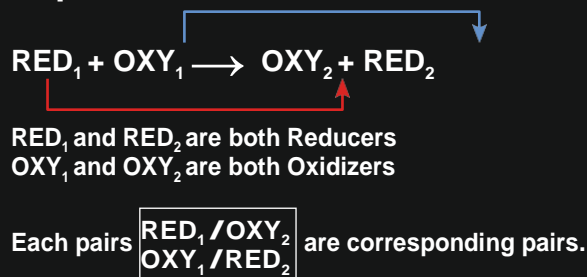 RED₁ + OXY₁ ⟶ OXY₂ + RED₂
RED₁ and RED₂ are both Reducers
OXY₁ and OXY₂ are both Oxidizers
Each pairs RED₁/OXY₂ are corresponding pairs.
OXY₁/RED₂